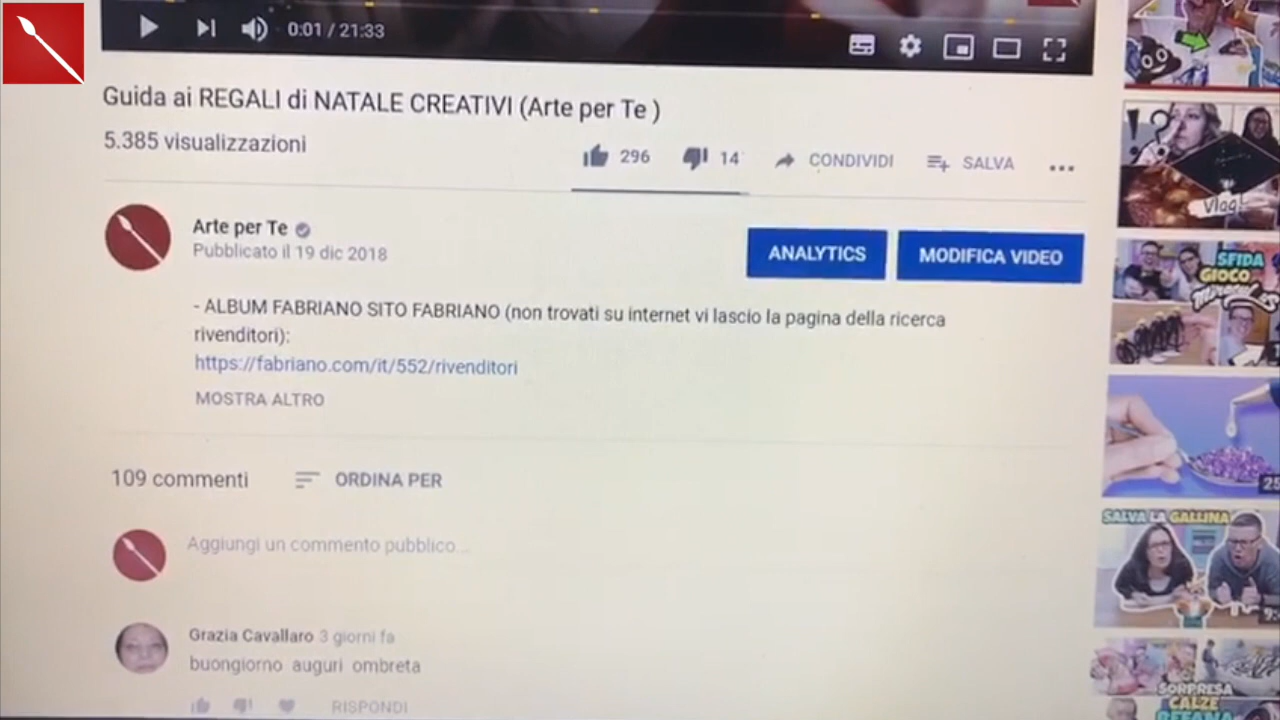 0:01 / 21:33
Guida ai REGALI di NATALE CREATIVI (Arte per Te )
5.385 visualizzazioni
296 14 CONDIVIDI SALVA
Arte per Te
Pubblicato il 19 dic 2018
ANALYTICS MODIFICA VIDEO
- ALBUM FABRIANO SITO FABRIANO (non trovati su internet vi lascio la pagina della ricerca
rivenditori):
https://fabriano.com/it/552/rivenditori
MOSTRA ALTRO
109 commenti ORDINA PER
Aggiungi un commento pubblico...
Grazia Cavallaro 3 giorni fa
buongiorno auguri ombreta
RISPONDI
!?
Vlog!
SFIDA
GIOCO
25
SALVA LA GALLINA
SORPRESA
CALZE
BEFANA